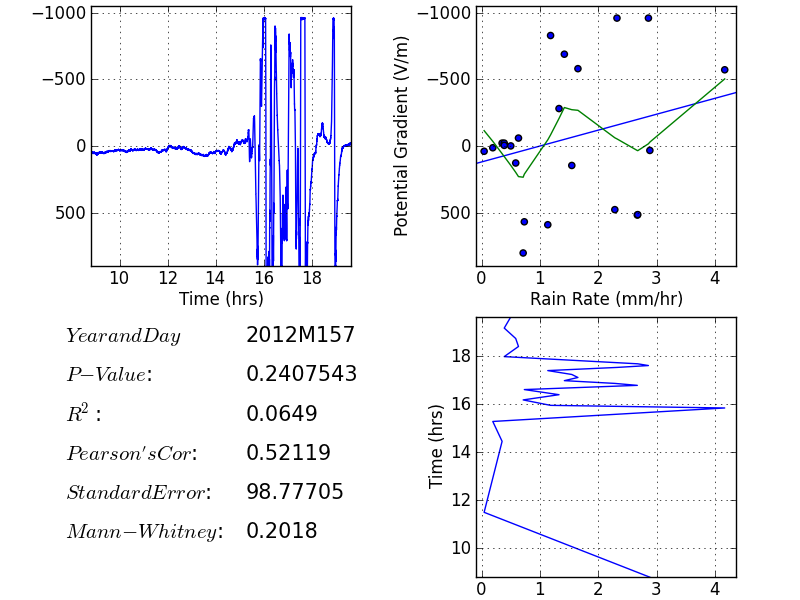 −1000
−500
0
500
10 12 14 16 18
Time (hrs)
Potential Gradient (V/m)
−1000
−500
0
500
0 1 2 3 4
Rain Rate (mm/hr)
YearandDay 2012M157
P−Value: 0.2407543
R²: 0.0649
Pearson'sCor: 0.52119
StandardError: 98.77705
Mann−Whitney: 0.2018
Time (hrs)
18
16
14
12
10
0 1 2 3 4